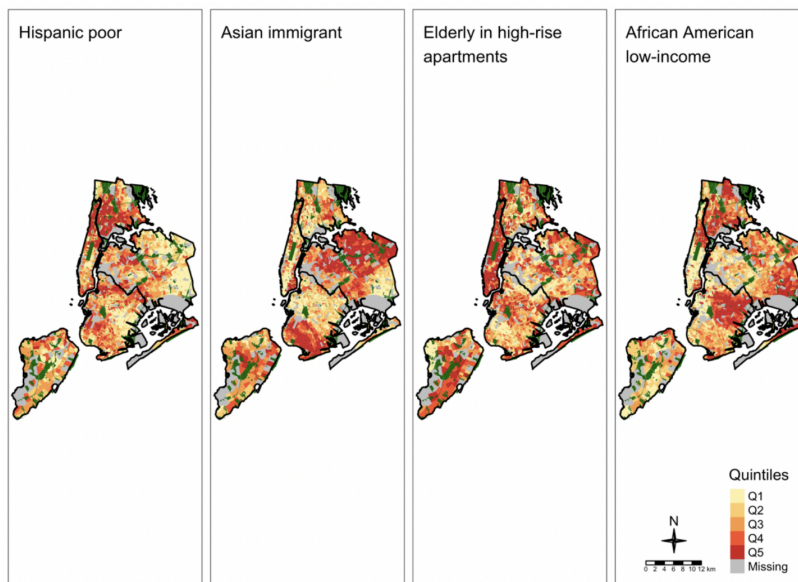 Hispanic poor
Asian immigrant
Elderly in high-rise
apartments
African American
low-income
Quintiles
Q1
Q2
Q3
Q4
Q5
Missing
N
0 2 4 6 8 10 12 km